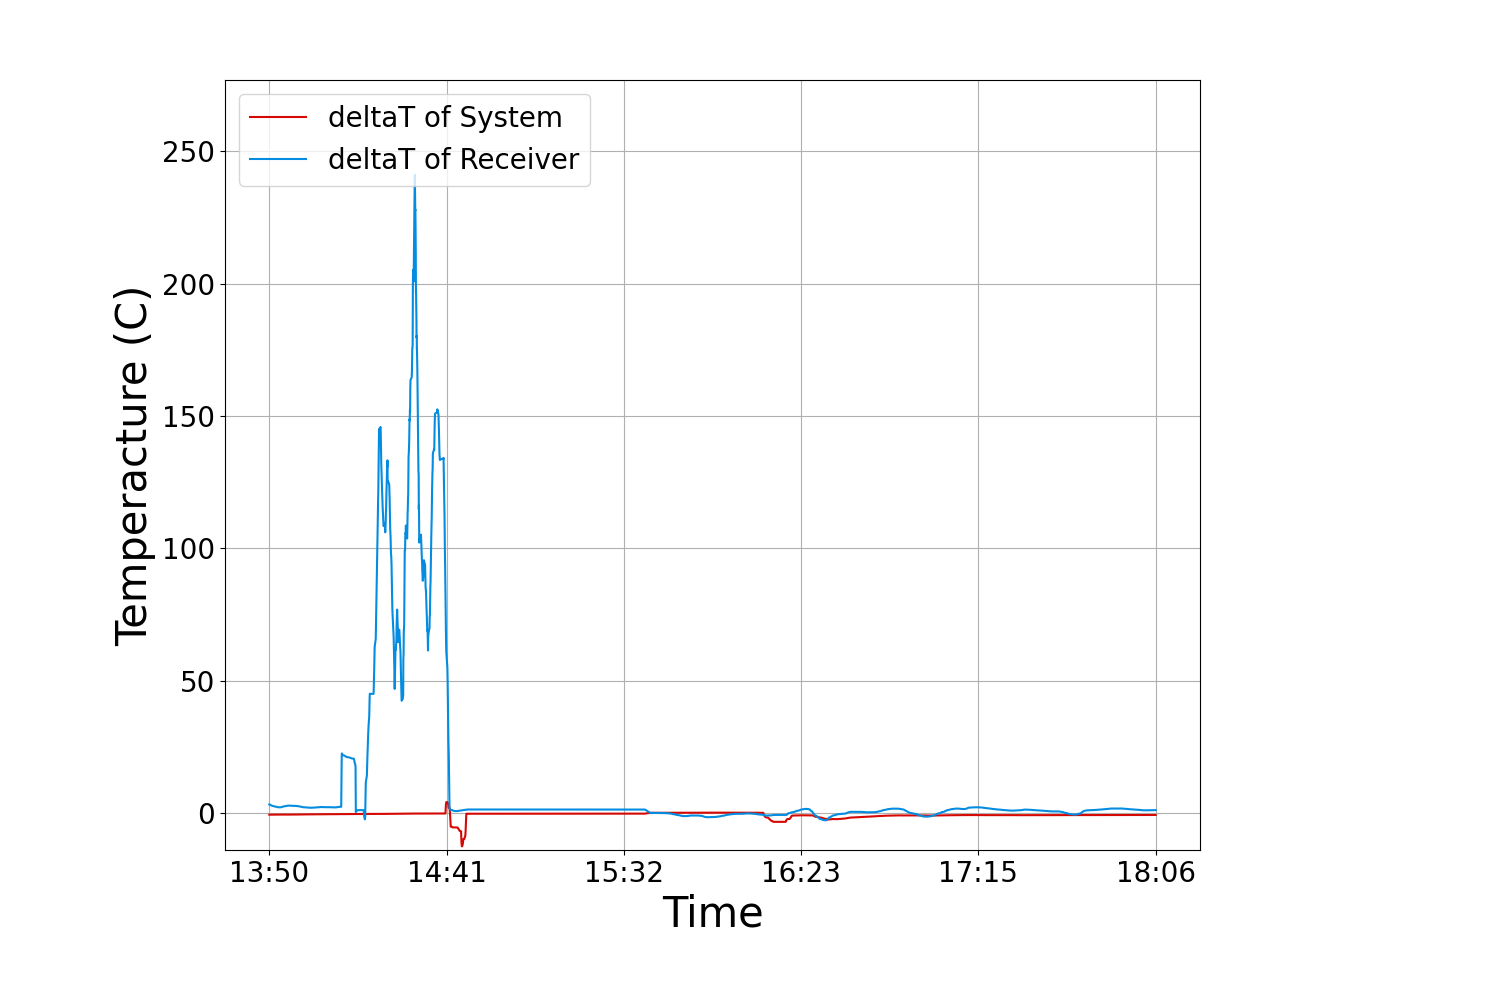 deltaT of System
deltaT of Receiver
Temperacture (C)
250
200
150
100
50
0
13:50 14:41 15:32 16:23 17:15 18:06
Time